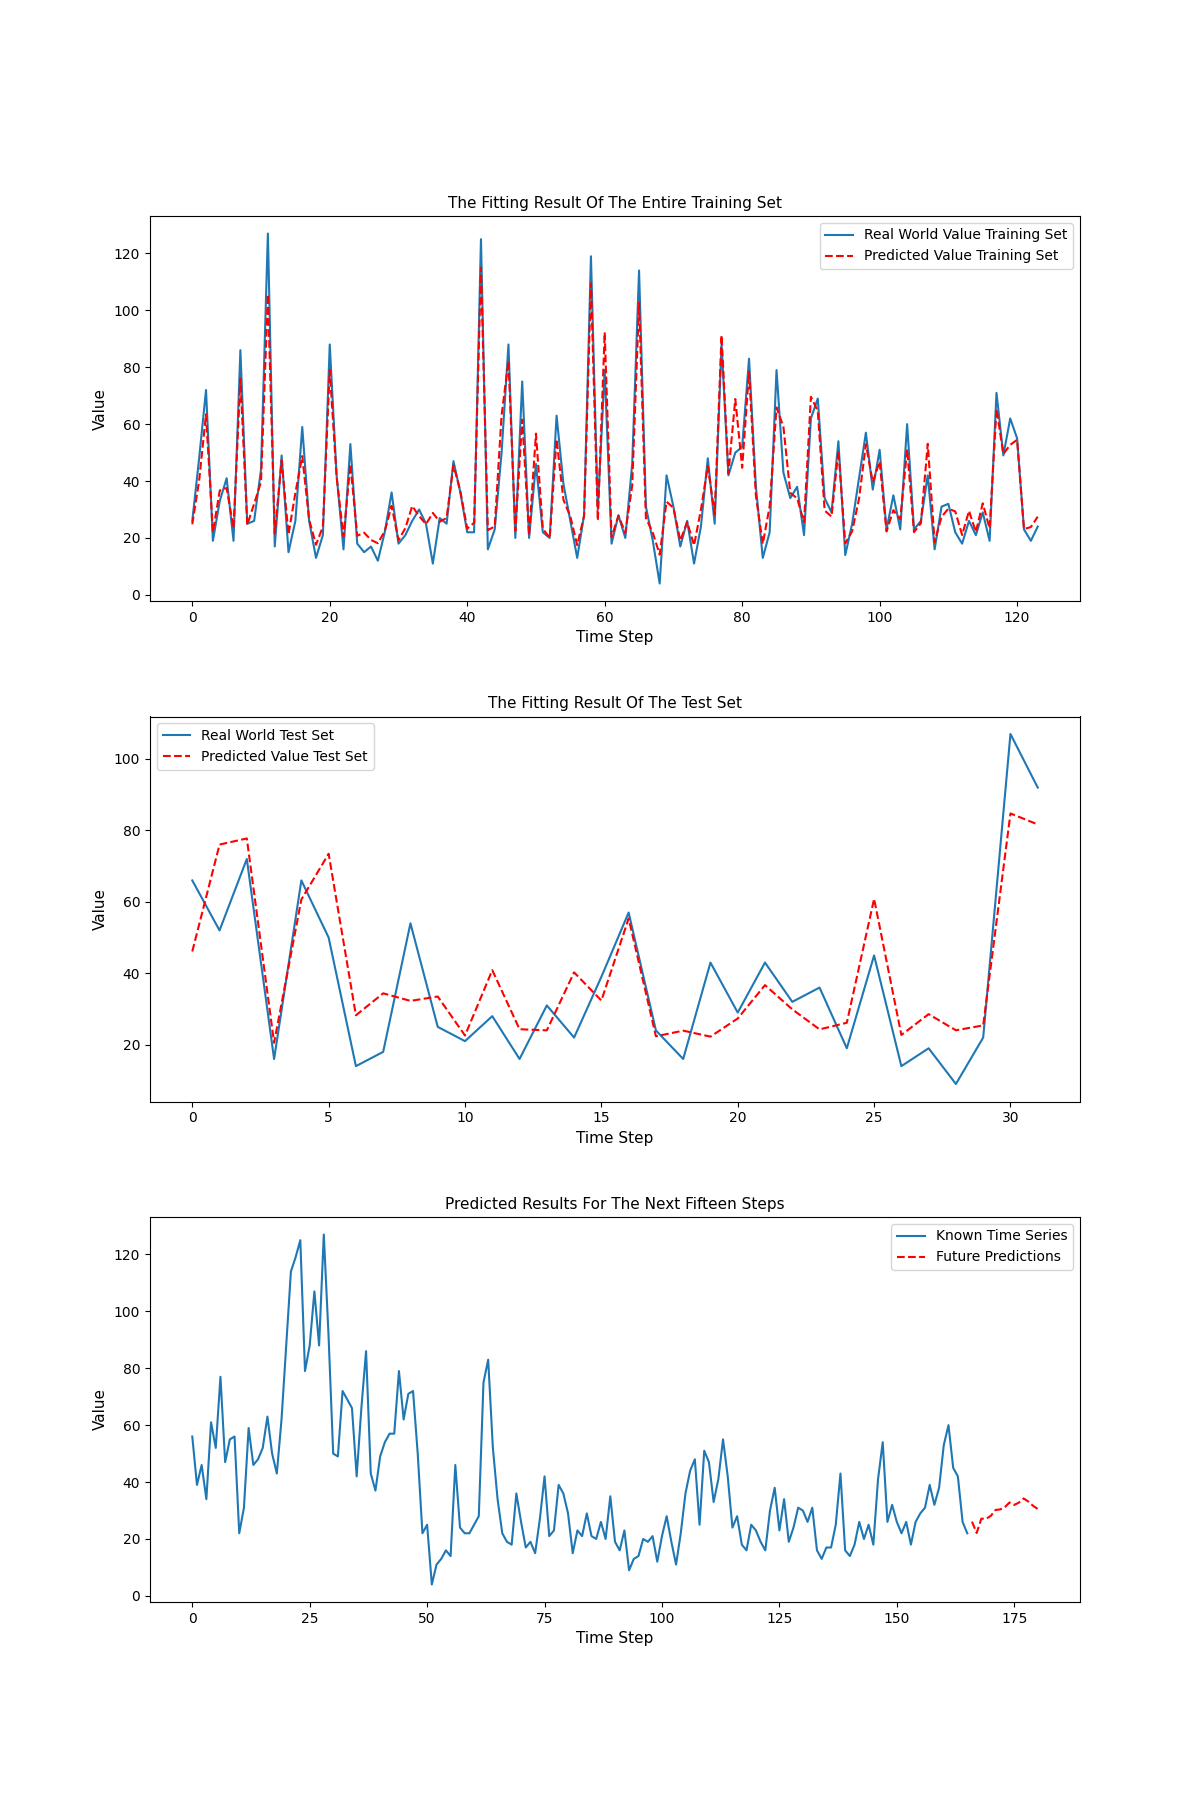 The Fitting Result Of The Entire Training Set
Real World Value Training Set
Predicted Value Training Set
Value
120
100
80
60
40
20
0
0 20 40 60 80 100 120
Time Step
The Fitting Result Of The Test Set
Real World Test Set
Predicted Value Test Set
Value
100
80
60
40
20
0 5 10 15 20 25 30
Time Step
Predicted Results For The Next Fifteen Steps
Known Time Series
Future Predictions
Value
120
100
80
60
40
20
0
0 25 50 75 100 125 150 175
Time Step